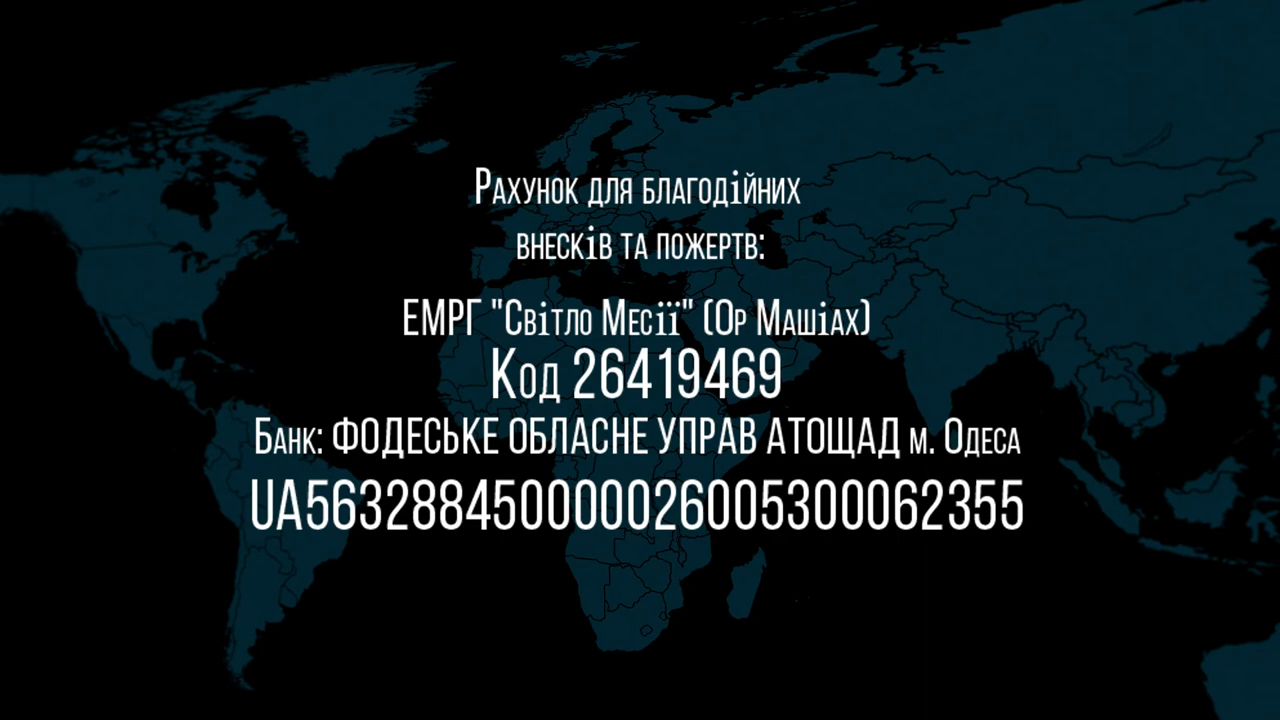 Рахунок для благодійних
внесків та пожертв:
ЕМРГ "Світло Месії" (Ор Машіах)
Код 26419469
Банк: ФОДЕСЬКЕ ОБЛАСНЕ УПРАВ АТОЩАД м. Одеса
UA563288450000026005300062355